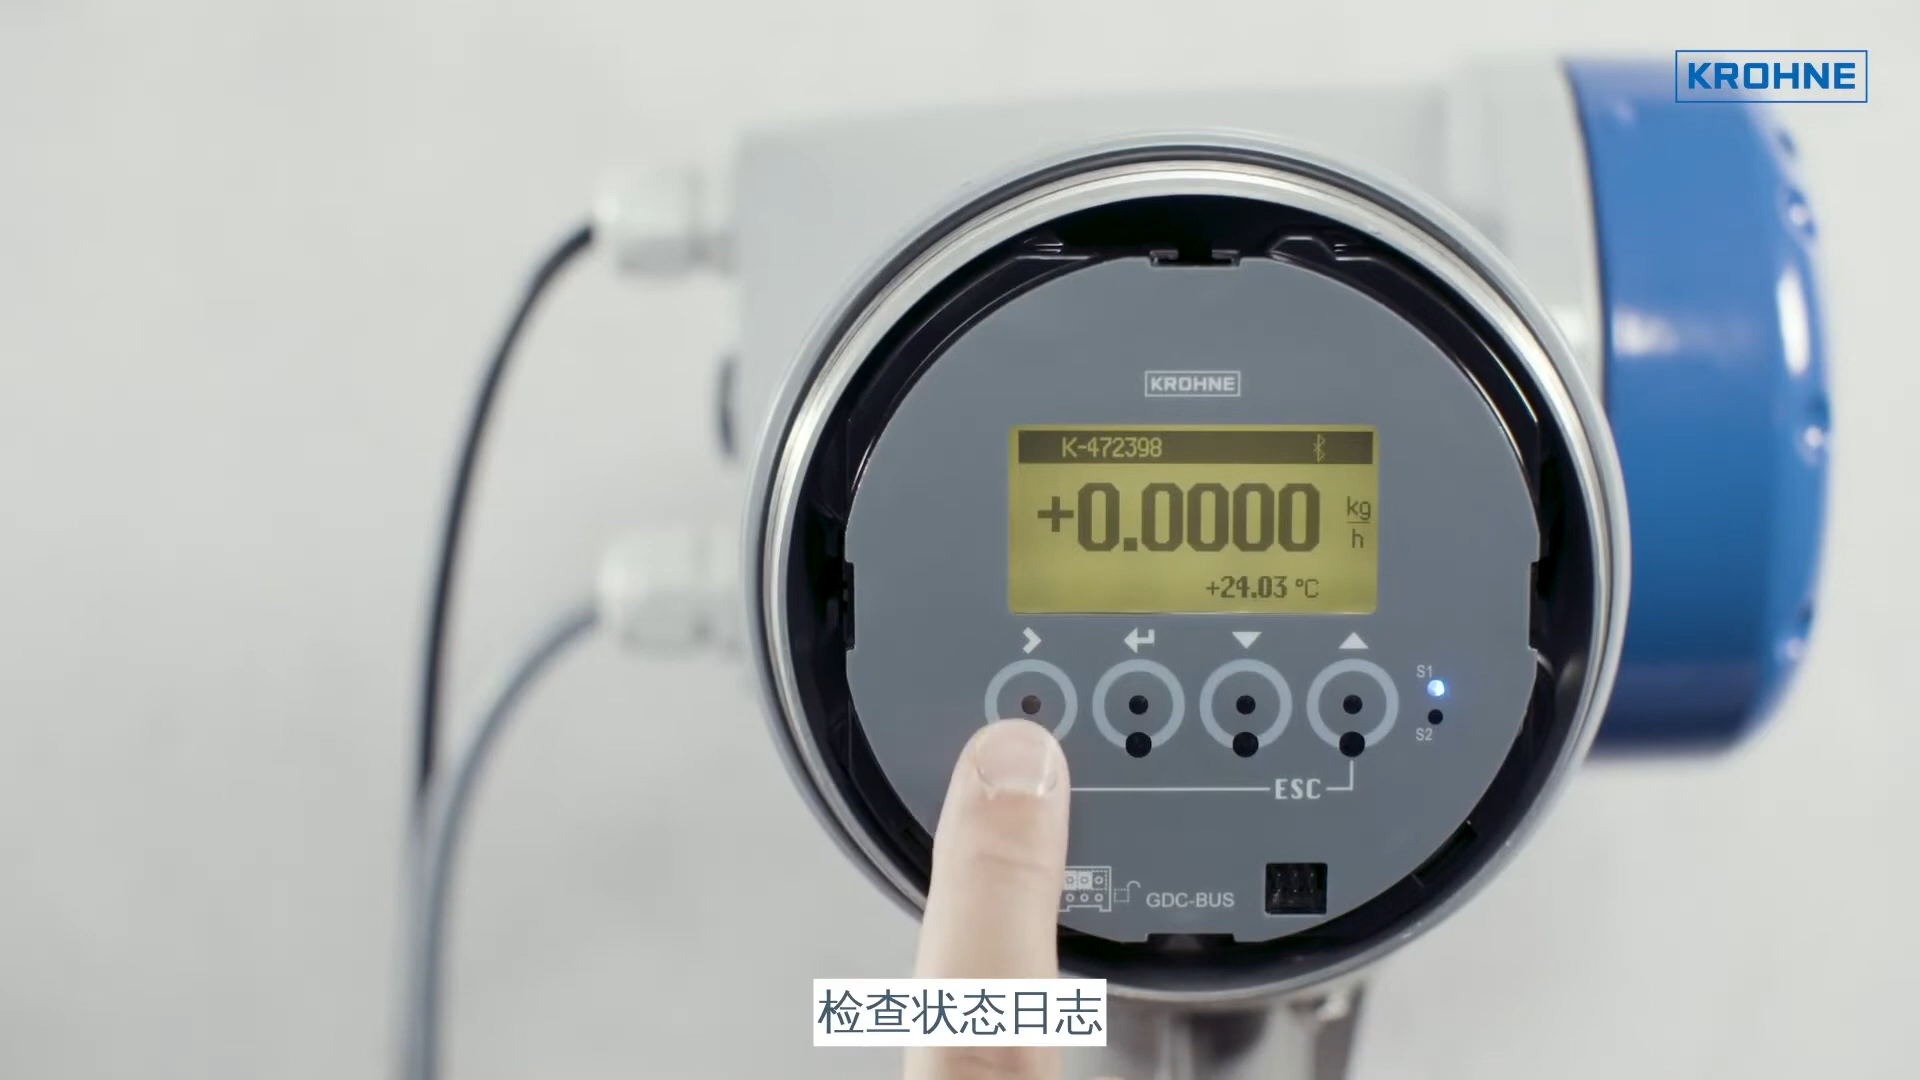 KROHNE
KROHNE
K-472398
+0.0000 kg/h
+24.03 °C
S1
S2
ESC
GDC-BUS
检查状态日志